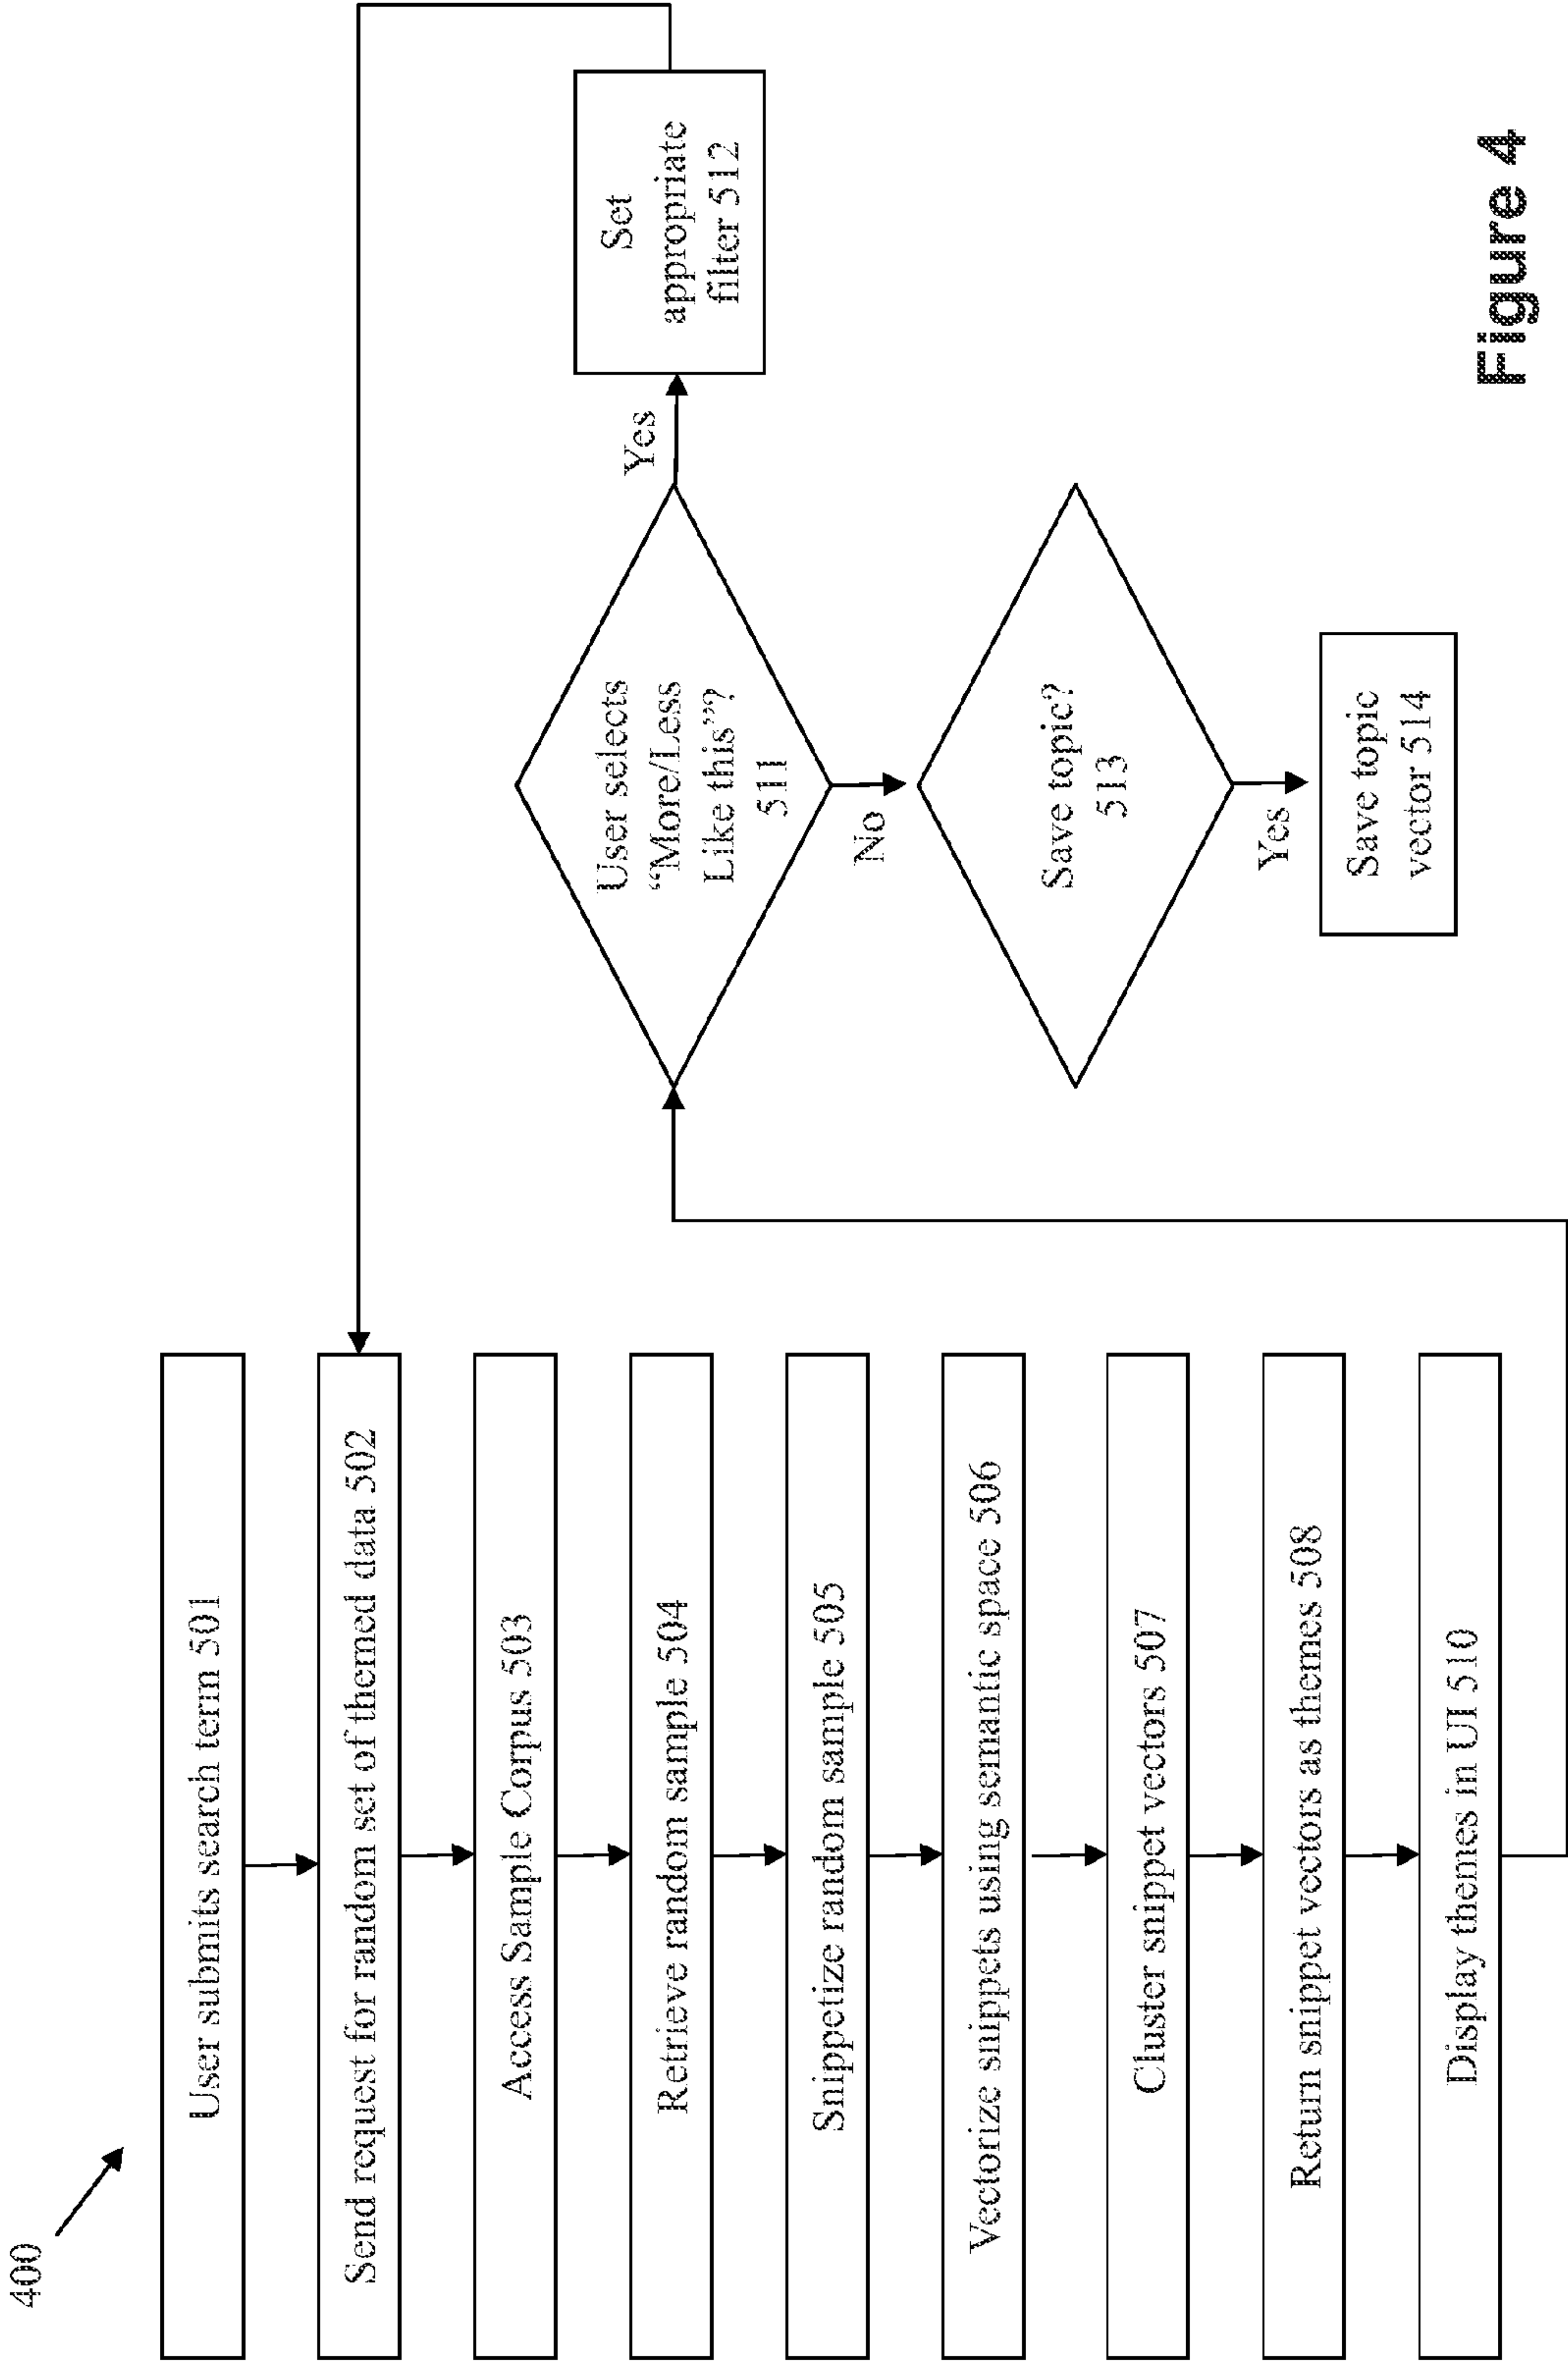 400
User submits search term 501
Send request for random set of themed data 502
Access Sample Corpus 503
Retrieve random sample 504
Snippetize random sample 505
Vectorize snippets using semantic space 506
Cluster snippet vectors 507
Return snippet vectors as themes 508
Display themes in UI 510
User selects
“More/Less
Like this”?
511
Yes
Set
appropriate
filter 512
No
Save topic?
513
Yes
Save topic
vector 514
Figure 4